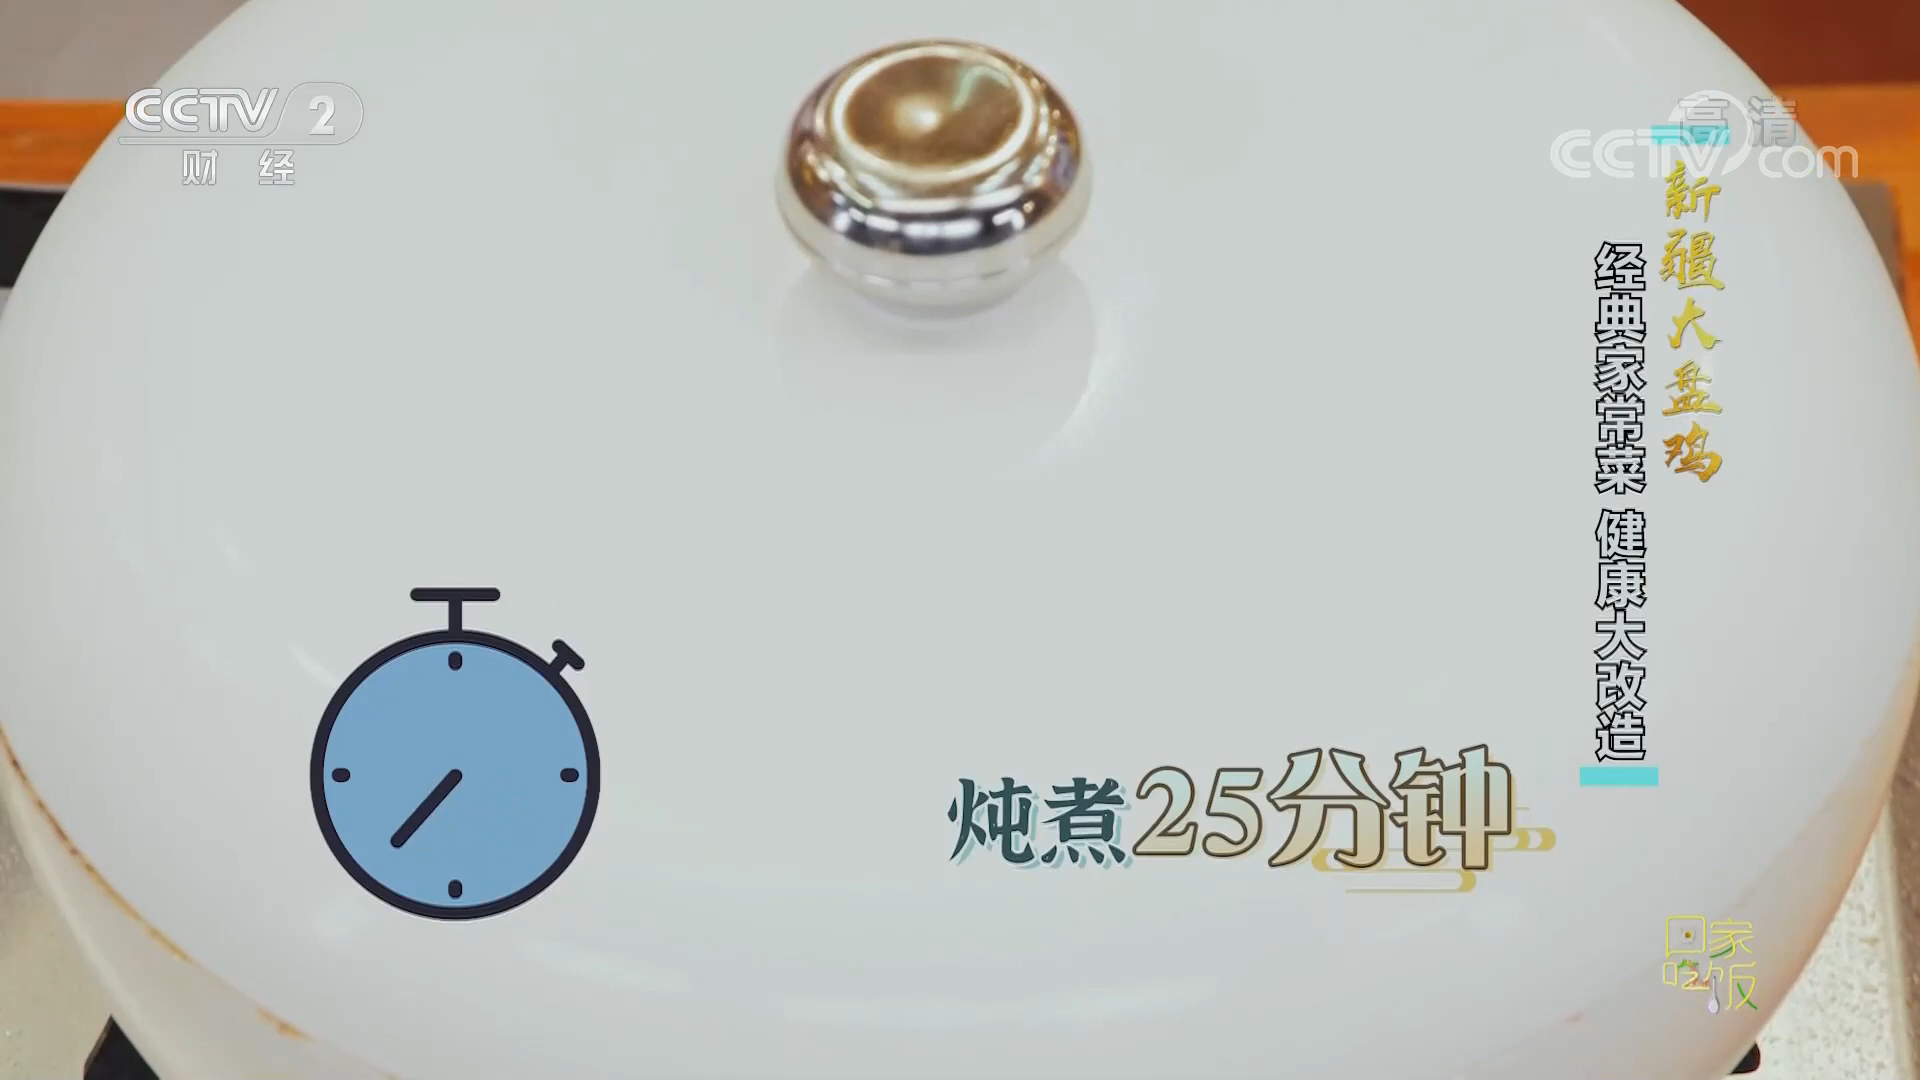 CCTV 2
财 经
高清
CCTV.com
新疆大盘鸡
经典家常菜 健康大改造
炖煮25分钟
回家吃饭